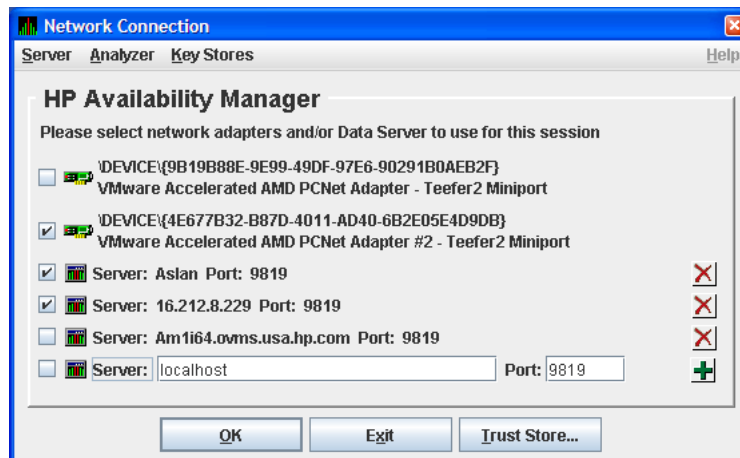 Network Connection
Server Analyzer Key Stores Help
HP Availability Manager
Please select network adapters and/or Data Server to use for this session
\DEVICE\{9B19B88E-9E99-49DF-97E6-90291B0AEB2F}
VMware Accelerated AMD PCNet Adapter - Teefer2 Miniport
\DEVICE\{4E677B32-B87D-4011-AD40-6B2E05E4D9DB}
VMware Accelerated AMD PCNet Adapter #2 - Teefer2 Miniport
Server: Aslan Port: 9819
Server: 16.212.8.229 Port: 9819
Server: Am1i64.ovms.usa.hp.com Port: 9819
Server: localhost Port: 9819
OK Exit Trust Store...